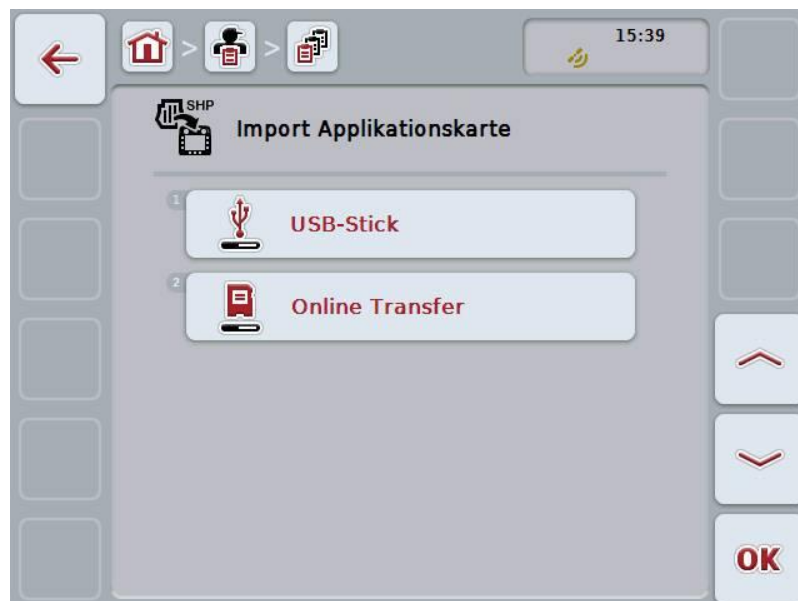 15:39
SHP
Import Applikationskarte
1
USB-Stick
2
Online Transfer
OK